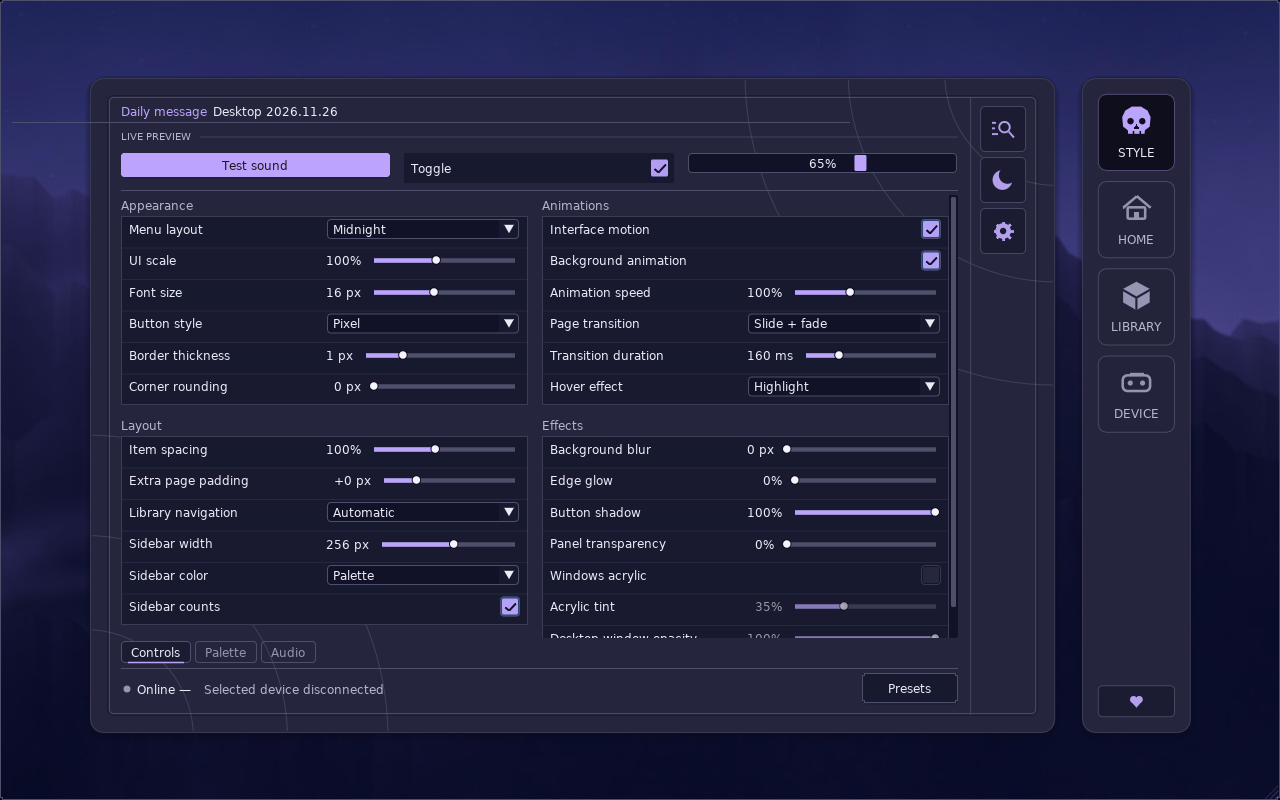 Daily message Desktop 2026.11.26
LIVE PREVIEW
Test sound
Toggle
65%
Appearance
Menu layout Midnight
UI scale 100%
Font size 16 px
Button style Pixel
Border thickness 1 px
Corner rounding 0 px
Layout
Item spacing 100%
Extra page padding +0 px
Library navigation Automatic
Sidebar width 256 px
Sidebar color Palette
Sidebar counts
Animations
Interface motion
Background animation
Animation speed 100%
Page transition Slide + fade
Transition duration 160 ms
Hover effect Highlight
Effects
Background blur 0 px
Edge glow 0%
Button shadow 100%
Panel transparency 0%
Windows acrylic
Acrylic tint 35%
Desktop window opacity 100%
Controls Palette Audio
Online — Selected device disconnected
Presets
STYLE
HOME
LIBRARY
DEVICE